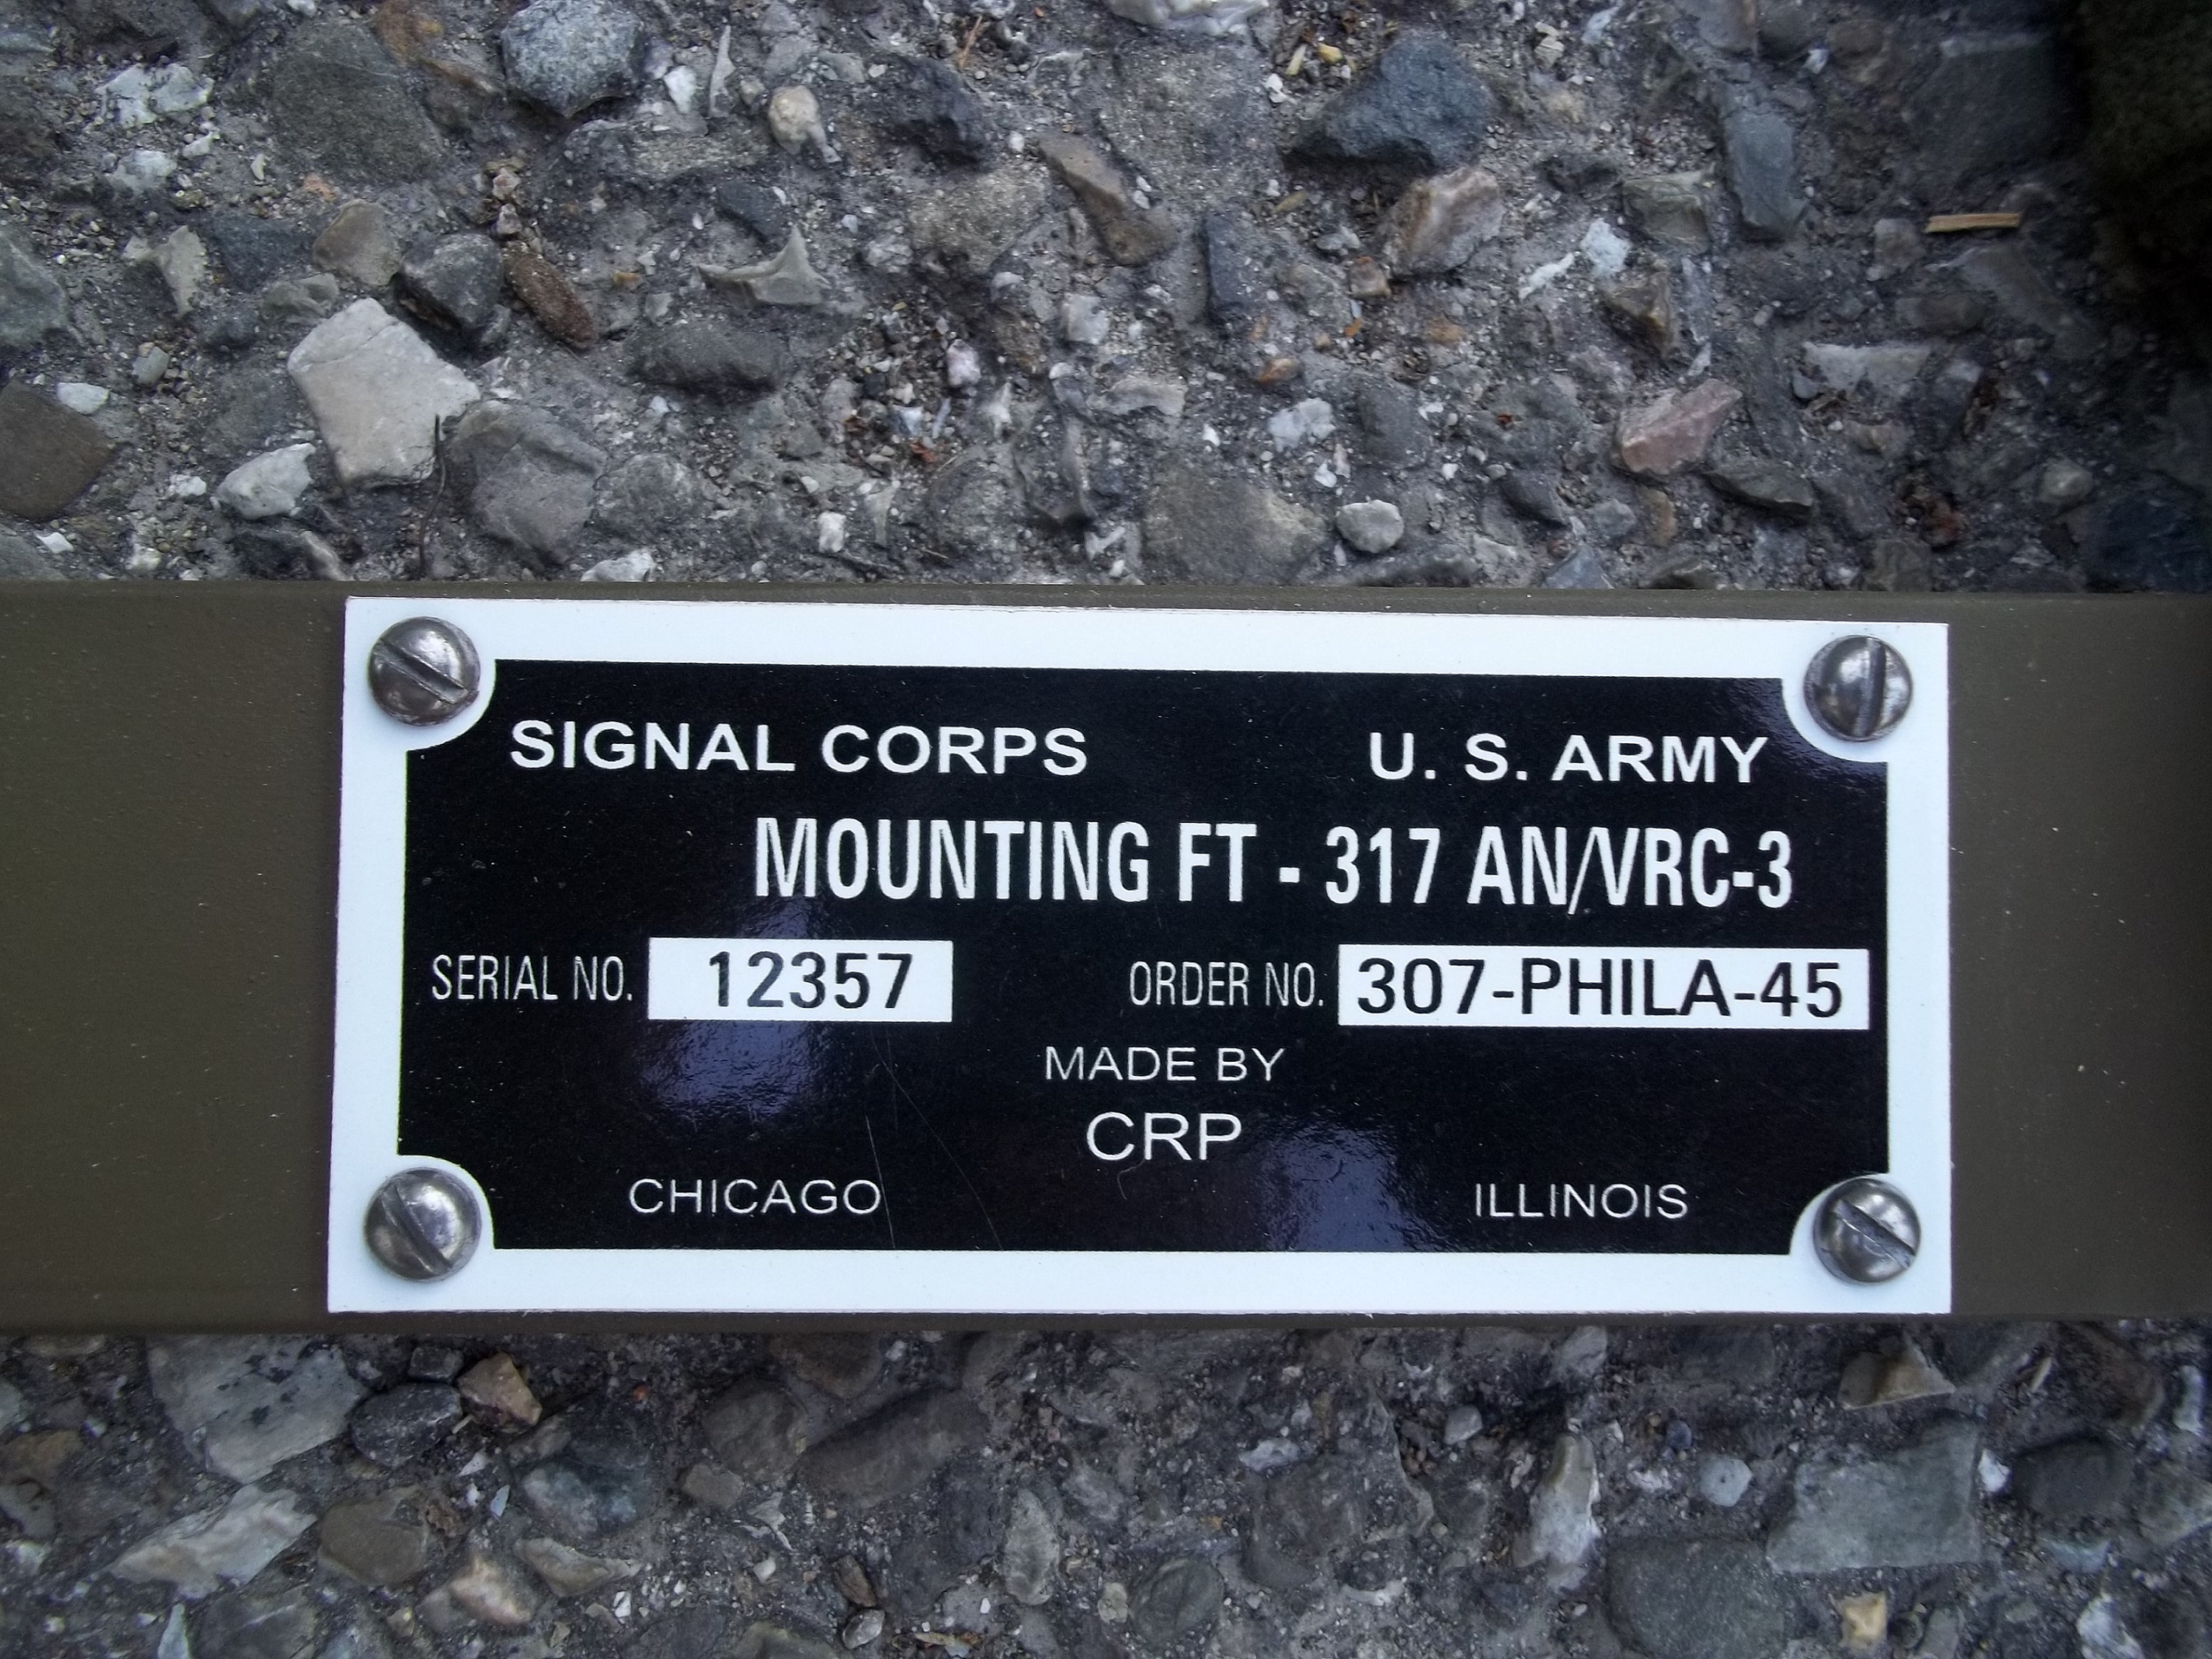 SIGNAL CORPS U. S. ARMY
MOUNTING FT - 317 AN/VRC-3
SERIAL NO. 12357 ORDER NO. 307-PHILA-45
MADE BY
CRP
CHICAGO ILLINOIS